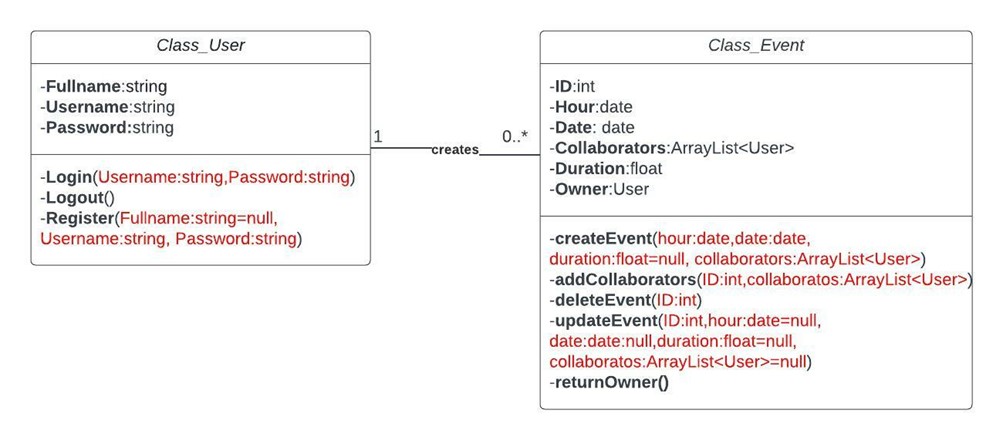 Class_User
-Fullname:string
-Username:string
-Password:string
-Login(Username:string,Password:string)
-Logout()
-Register(Fullname:string=null,
Username:string, Password:string)
1
creates
0..*
Class_Event
-ID:int
-Hour:date
-Date: date
-Collaborators:ArrayList<User>
-Duration:float
-Owner:User
-createEvent(hour:date,date:date,
duration:float=null, collaborators:ArrayList<User>)
-addCollaborators(ID:int,collaboratos:ArrayList<User>)
-deleteEvent(ID:int)
-updateEvent(ID:int,hour:date=null,
date:date:null,duration:float=null,
collaboratos:ArrayList<User>=null)
-returnOwner()